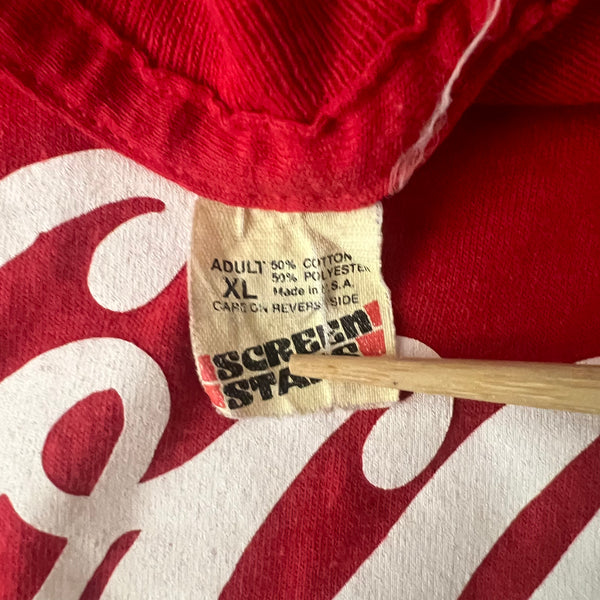 ADULT 50% COTTON
XL 50% POLYESTER
Made in U.S.A.
CARE ON REVERSE SIDE
SCREEN
STARS